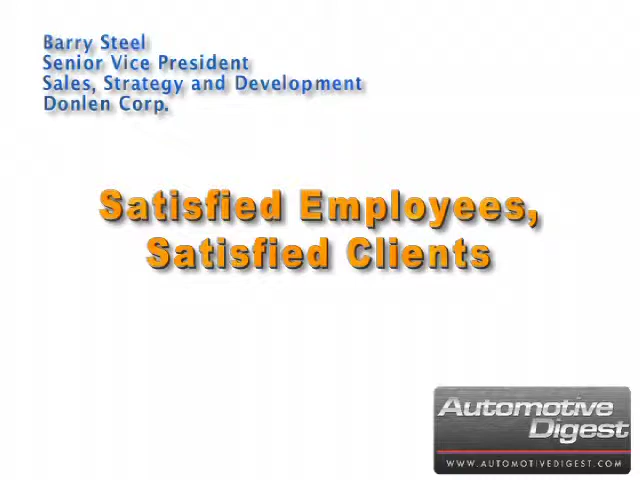 Barry Steel
Senior Vice President
Sales, Strategy and Development
Donlen Corp.
Satisfied Employees,
Satisfied Clients
Automotive
Digest
WWW.AUTOMOTIVEDIGEST.COM